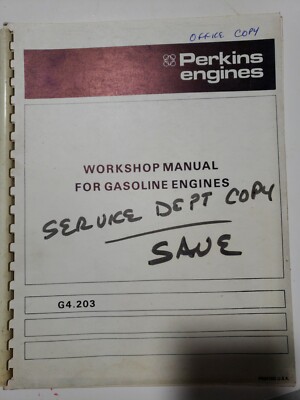 OFFICE COPY
Perkins
engines
WORKSHOP MANUAL
FOR GASOLINE ENGINES
SERVICE DEPT COPY
SAVE
G4.203